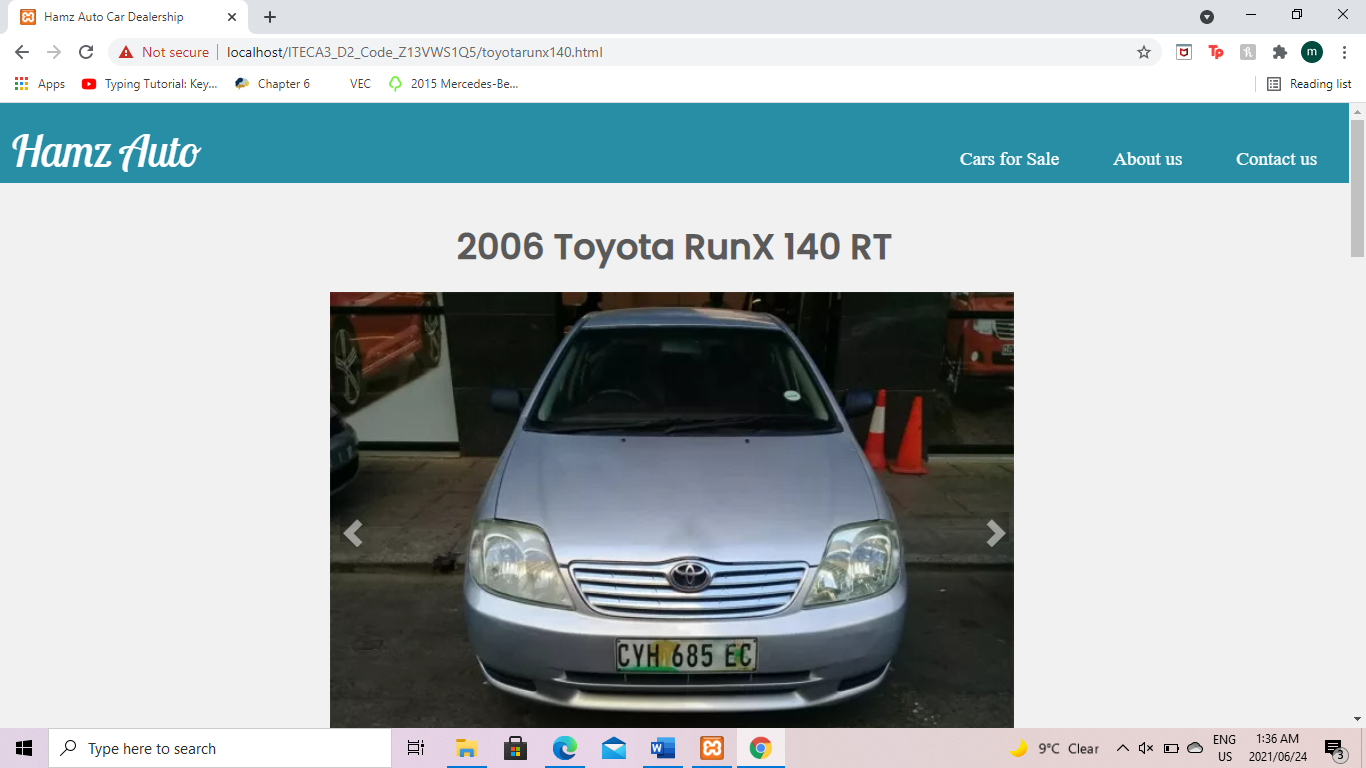 Hamz Auto Car Dealership
Not secure
localhost/ITECA3_D2_Code_Z13VWS1Q5/toyotarunx140.html
m
Apps
Typing Tutorial: Key...
Chapter 6
VEC
2015 Mercedes-Be...
Reading list
Hamz Auto
Cars for Sale
About us
Contact us
2006 Toyota RunX 140 RT
CYH 685 EC
Type here to search
9°C Clear
ENG
US
1:36 AM
2021/06/24
3